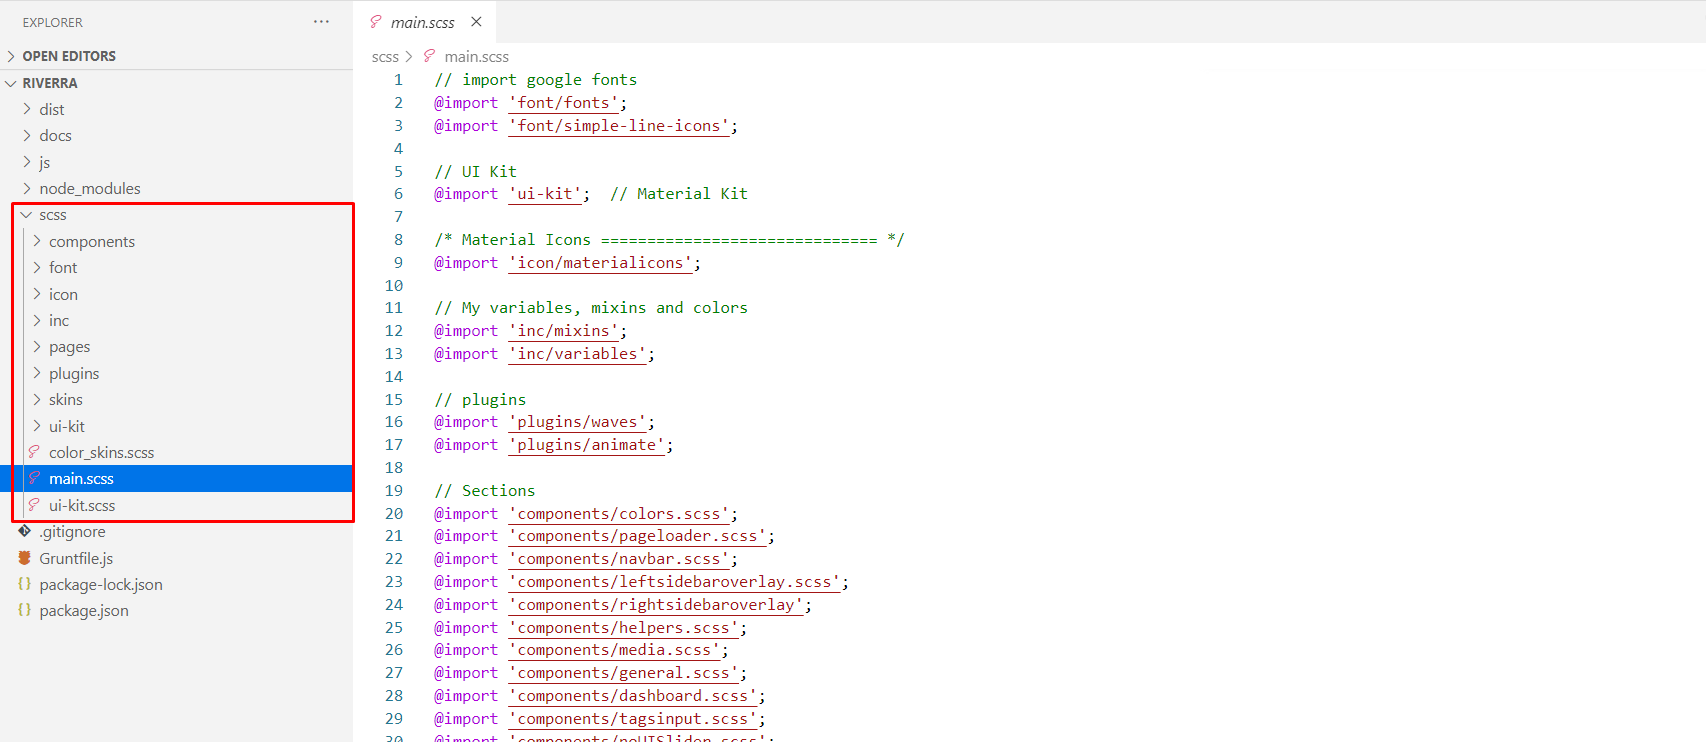 EXPLORER
···
OPEN EDITORS
RIVERRA
dist
docs
js
node_modules
scss
components
font
icon
inc
pages
plugins
skins
ui-kit
color_skins.scss
main.scss
ui-kit.scss
.gitignore
Gruntfile.js
package-lock.json
package.json
main.scss
scss > main.scss
1 // import google fonts
2 @import 'font/fonts';
3 @import 'font/simple-line-icons';
4
5 // UI Kit
6 @import 'ui-kit';  // Material Kit
7
8 /* Material Icons ============================== */
9 @import 'icon/materialicons';
10
11 // My variables, mixins and colors
12 @import 'inc/mixins';
13 @import 'inc/variables';
14
15 // plugins
16 @import 'plugins/waves';
17 @import 'plugins/animate';
18
19 // Sections
20 @import 'components/colors.scss';
21 @import 'components/pageloader.scss';
22 @import 'components/navbar.scss';
23 @import 'components/leftsidebaroverlay.scss';
24 @import 'components/rightsidebaroverlay';
25 @import 'components/helpers.scss';
26 @import 'components/media.scss';
27 @import 'components/general.scss';
28 @import 'components/dashboard.scss';
29 @import 'components/tagsinput.scss';
30 @import 'components/noUISlider.scss';